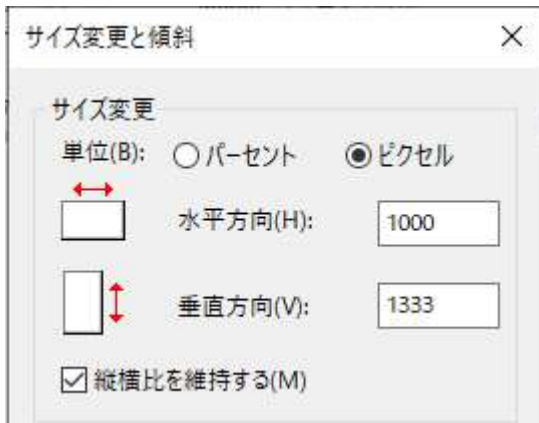 サイズ変更と傾斜
サイズ変更
単位(B): パーセント ピクセル
水平方向(H): 1000
垂直方向(V): 1333
縦横比を維持する(M)